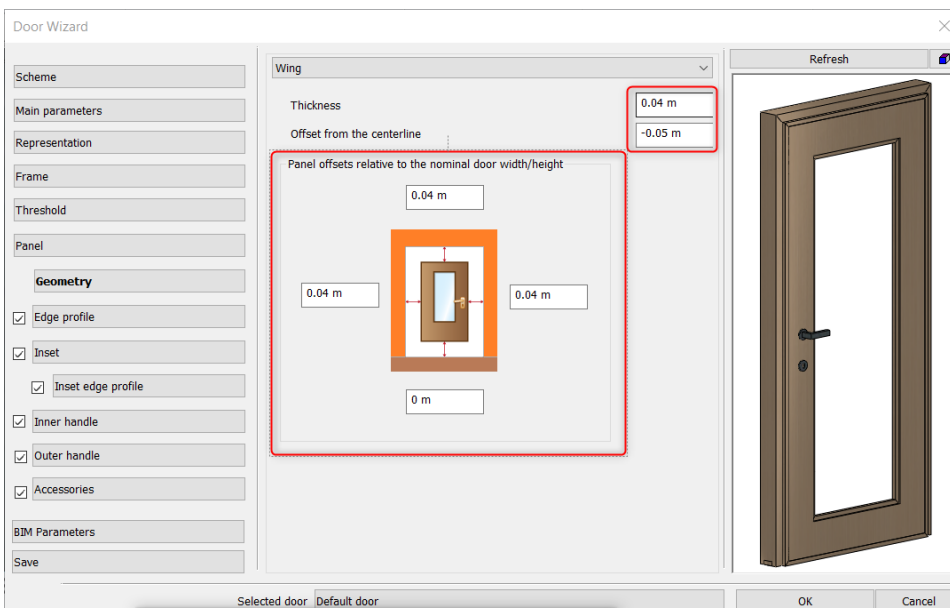 Door Wizard
Scheme
Main parameters
Representation
Frame
Threshold
Panel
Geometry
Edge profile
Inset
Inset edge profile
Inner handle
Outer handle
Accessories
BIM Parameters
Save
Wing
Thickness
0.04 m
Offset from the centerline
-0.05 m
Panel offsets relative to the nominal door width/height
0.04 m
0.04 m
0.04 m
0 m
Refresh
Selected door Default door
OK
Cancel